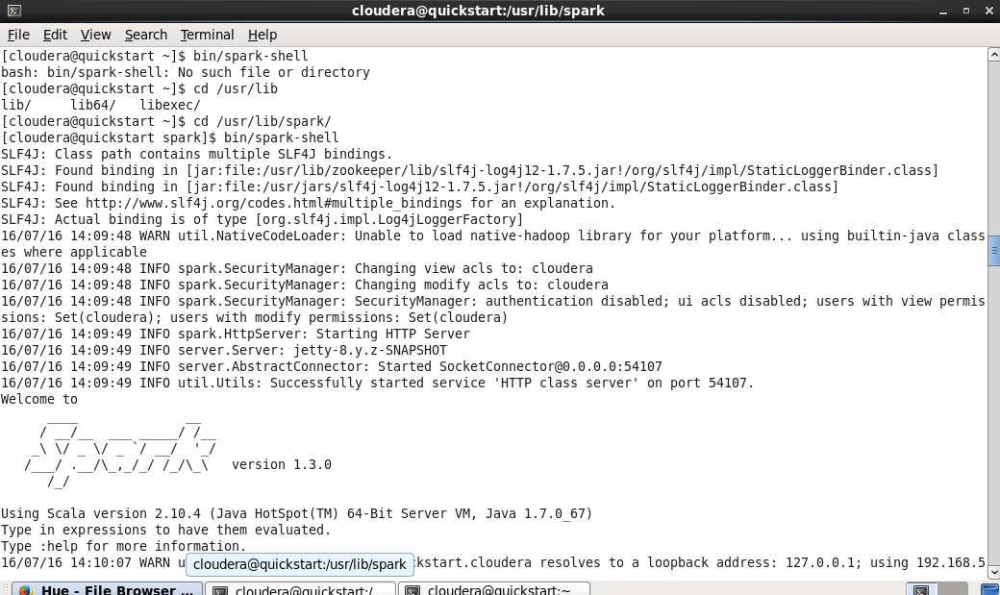 cloudera@quickstart:/usr/lib/spark
File Edit View Search Terminal Help
[cloudera@quickstart ~]$ bin/spark-shell
bash: bin/spark-shell: No such file or directory
[cloudera@quickstart ~]$ cd /usr/lib
lib/     lib64/   libexec/
[cloudera@quickstart ~]$ cd /usr/lib/spark/
[cloudera@quickstart spark]$ bin/spark-shell
SLF4J: Class path contains multiple SLF4J bindings.
SLF4J: Found binding in [jar:file:/usr/lib/zookeeper/lib/slf4j-log4j12-1.7.5.jar!/org/slf4j/impl/StaticLoggerBinder.class]
SLF4J: Found binding in [jar:file:/usr/jars/slf4j-log4j12-1.7.5.jar!/org/slf4j/impl/StaticLoggerBinder.class]
SLF4J: See http://www.slf4j.org/codes.html#multiple_bindings for an explanation.
SLF4J: Actual binding is of type [org.slf4j.impl.Log4jLoggerFactory]
16/07/16 14:09:48 WARN util.NativeCodeLoader: Unable to load native-hadoop library for your platform... using builtin-java class
es where applicable
16/07/16 14:09:48 INFO spark.SecurityManager: Changing view acls to: cloudera
16/07/16 14:09:48 INFO spark.SecurityManager: Changing modify acls to: cloudera
16/07/16 14:09:48 INFO spark.SecurityManager: SecurityManager: authentication disabled; ui acls disabled; users with view permis
sions: Set(cloudera); users with modify permissions: Set(cloudera)
16/07/16 14:09:49 INFO spark.HttpServer: Starting HTTP Server
16/07/16 14:09:49 INFO server.Server: jetty-8.y.z-SNAPSHOT
16/07/16 14:09:49 INFO server.AbstractConnector: Started SocketConnector@0.0.0.0:54107
16/07/16 14:09:49 INFO util.Utils: Successfully started service 'HTTP class server' on port 54107.
Welcome to
      ____              __
     / __/__  ___ _____/ /__
    _\ \/ _ \/ _ `/ __/  '_/
   /___/ .__/\_,_/_/ /_/\_\   version 1.3.0
      /_/
Using Scala version 2.10.4 (Java HotSpot(TM) 64-Bit Server VM, Java 1.7.0_67)
Type in expressions to have them evaluated.
Type :help for more information.
16/07/16 14:10:07 WARN u kstart.cloudera resolves to a loopback address: 127.0.0.1; using 192.168.5
cloudera@quickstart:/usr/lib/spark
Hue - File Browser ... cloudera@quickstart:/ cloudera@quickstart:~